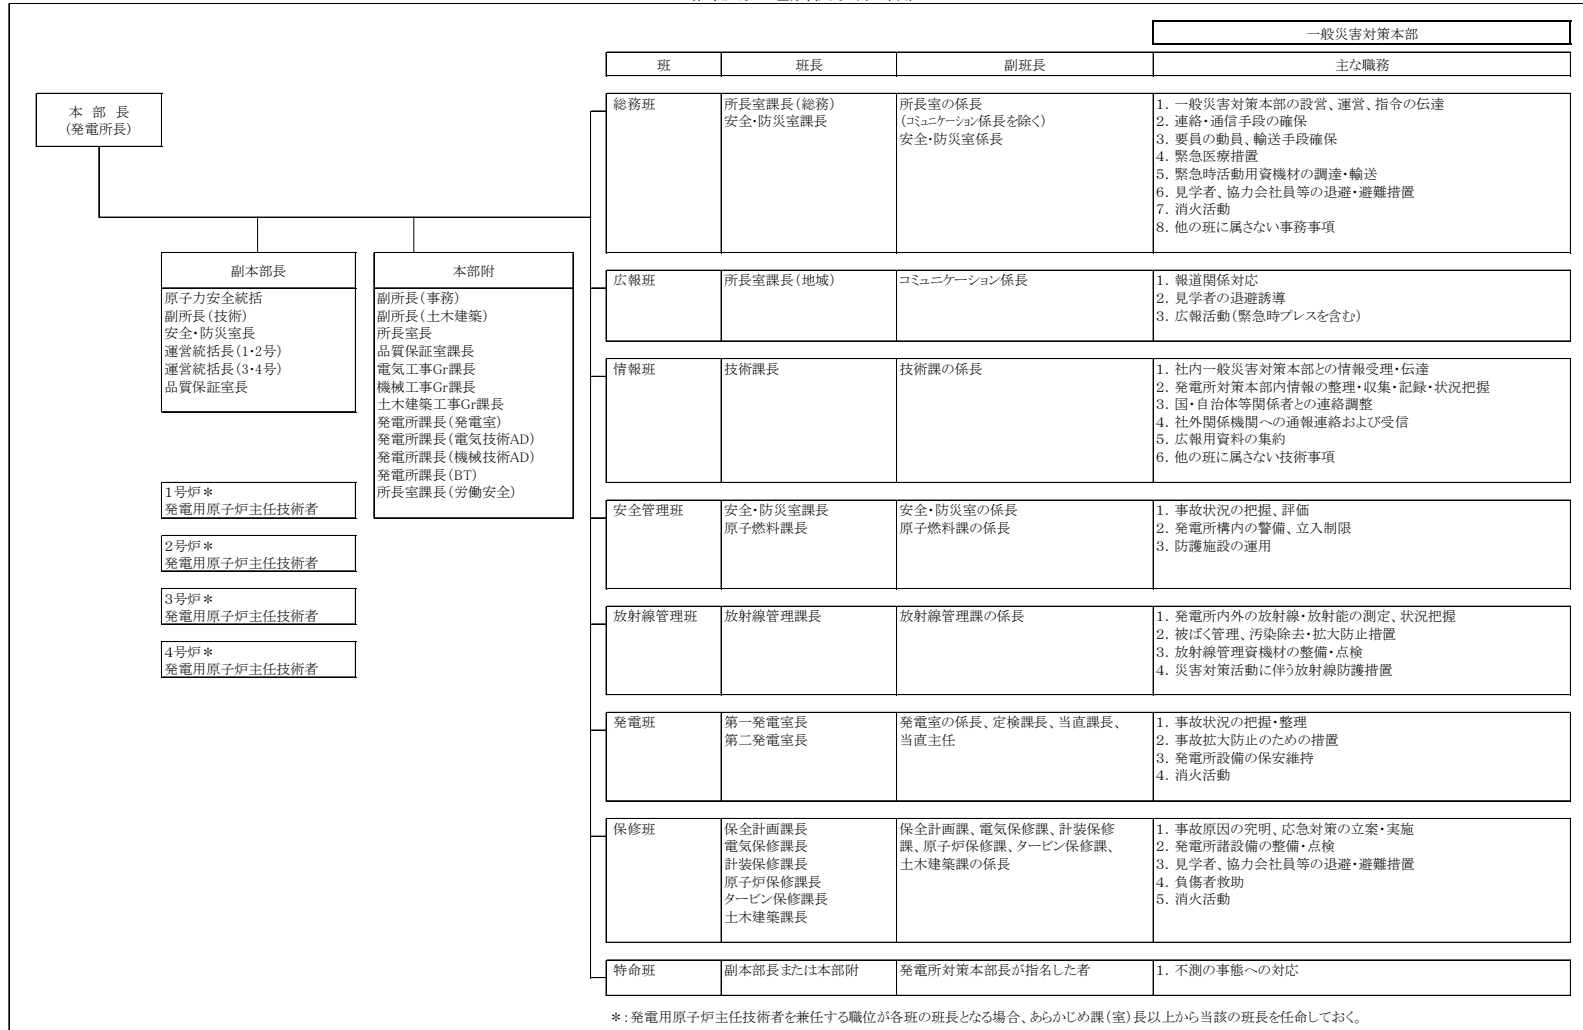 一般災害対策本部
班 班長 副班長 主な職務
本 部 長
(発電所長)
総務班 所長室課長(総務) 所長室の係長 1. 一般災害対策本部の設営、運営、指令の伝達
安全・防災室課長 (コミュニケーション係長を除く) 2. 連絡・通信手段の確保
安全・防災室係長 3. 要員の動員、輸送手段確保
4. 緊急医療措置
5. 緊急時活動用資機材の調達・輸送
6. 見学者、協力会社員等の退避・避難措置
7. 消火活動
8. 他の班に属さない事務事項
副本部長
原子力安全統括
副所長(技術)
安全・防災室長
運営統括長(1・2号)
運営統括長(3・4号)
品質保証室長
本部附
副所長(事務)
副所長(土木建築)
所長室長
品質保証室課長
電気工事Gr課長
機械工事Gr課長
土木建築工事Gr課長
発電所課長(発電室)
発電所課長(電気技術AD)
発電所課長(機械技術AD)
発電所課長(BT)
所長室課長(労働安全)
1号炉*
発電用原子炉主任技術者
2号炉*
発電用原子炉主任技術者
3号炉*
発電用原子炉主任技術者
4号炉*
発電用原子炉主任技術者
広報班 所長室課長(地域) コミュニケーション係長 1. 報道関係対応
2. 見学者の退避誘導
3. 広報活動(緊急時プレスを含む)
情報班 技術課長 技術課の係長 1. 社内一般災害対策本部との情報受理・伝達
2. 発電所対策本部内情報の整理・収集・記録・状況把握
3. 国・自治体等関係者との連絡調整
4. 社外関係機関への通報連絡および受信
5. 広報用資料の集約
6. 他の班に属さない技術事項
安全管理班 安全・防災室課長 安全・防災室の係長 1. 事故状況の把握、評価
原子燃料課長 原子燃料課の係長 2. 発電所構内の警備、立入制限
3. 防護施設の運用
放射線管理班 放射線管理課長 放射線管理課の係長 1. 発電所内外の放射線・放射能の測定、状況把握
2. 被ばく管理、汚染除去・拡大防止措置
3. 放射線管理資機材の整備・点検
4. 災害対策活動に伴う放射線防護措置
発電班 第一発電室長 発電室の係長、定検課長、当直課長、 1. 事故状況の把握・整理
第二発電室長 当直主任 2. 事故拡大防止のための措置
3. 発電所設備の保安維持
4. 消火活動
保修班 保全計画課長 保全計画課、電気保修課、計装保修 1. 事故原因の究明、応急対策の立案・実施
電気保修課長 課、原子炉保修課、タービン保修課、 2. 発電所諸設備の整備・点検
計装保修課長 土木建築課の係長 3. 見学者、協力会社員等の退避・避難措置
原子炉保修課長 4. 負傷者救助
タービン保修課長 5. 消火活動
土木建築課長
特命班 副本部長または本部附 発電所対策本部長が指名した者 1. 不測の事態への対応
*:発電用原子炉主任技術者を兼任する職位が各班の班長となる場合、あらかじめ課(室)長以上から当該の班長を任命しておく。